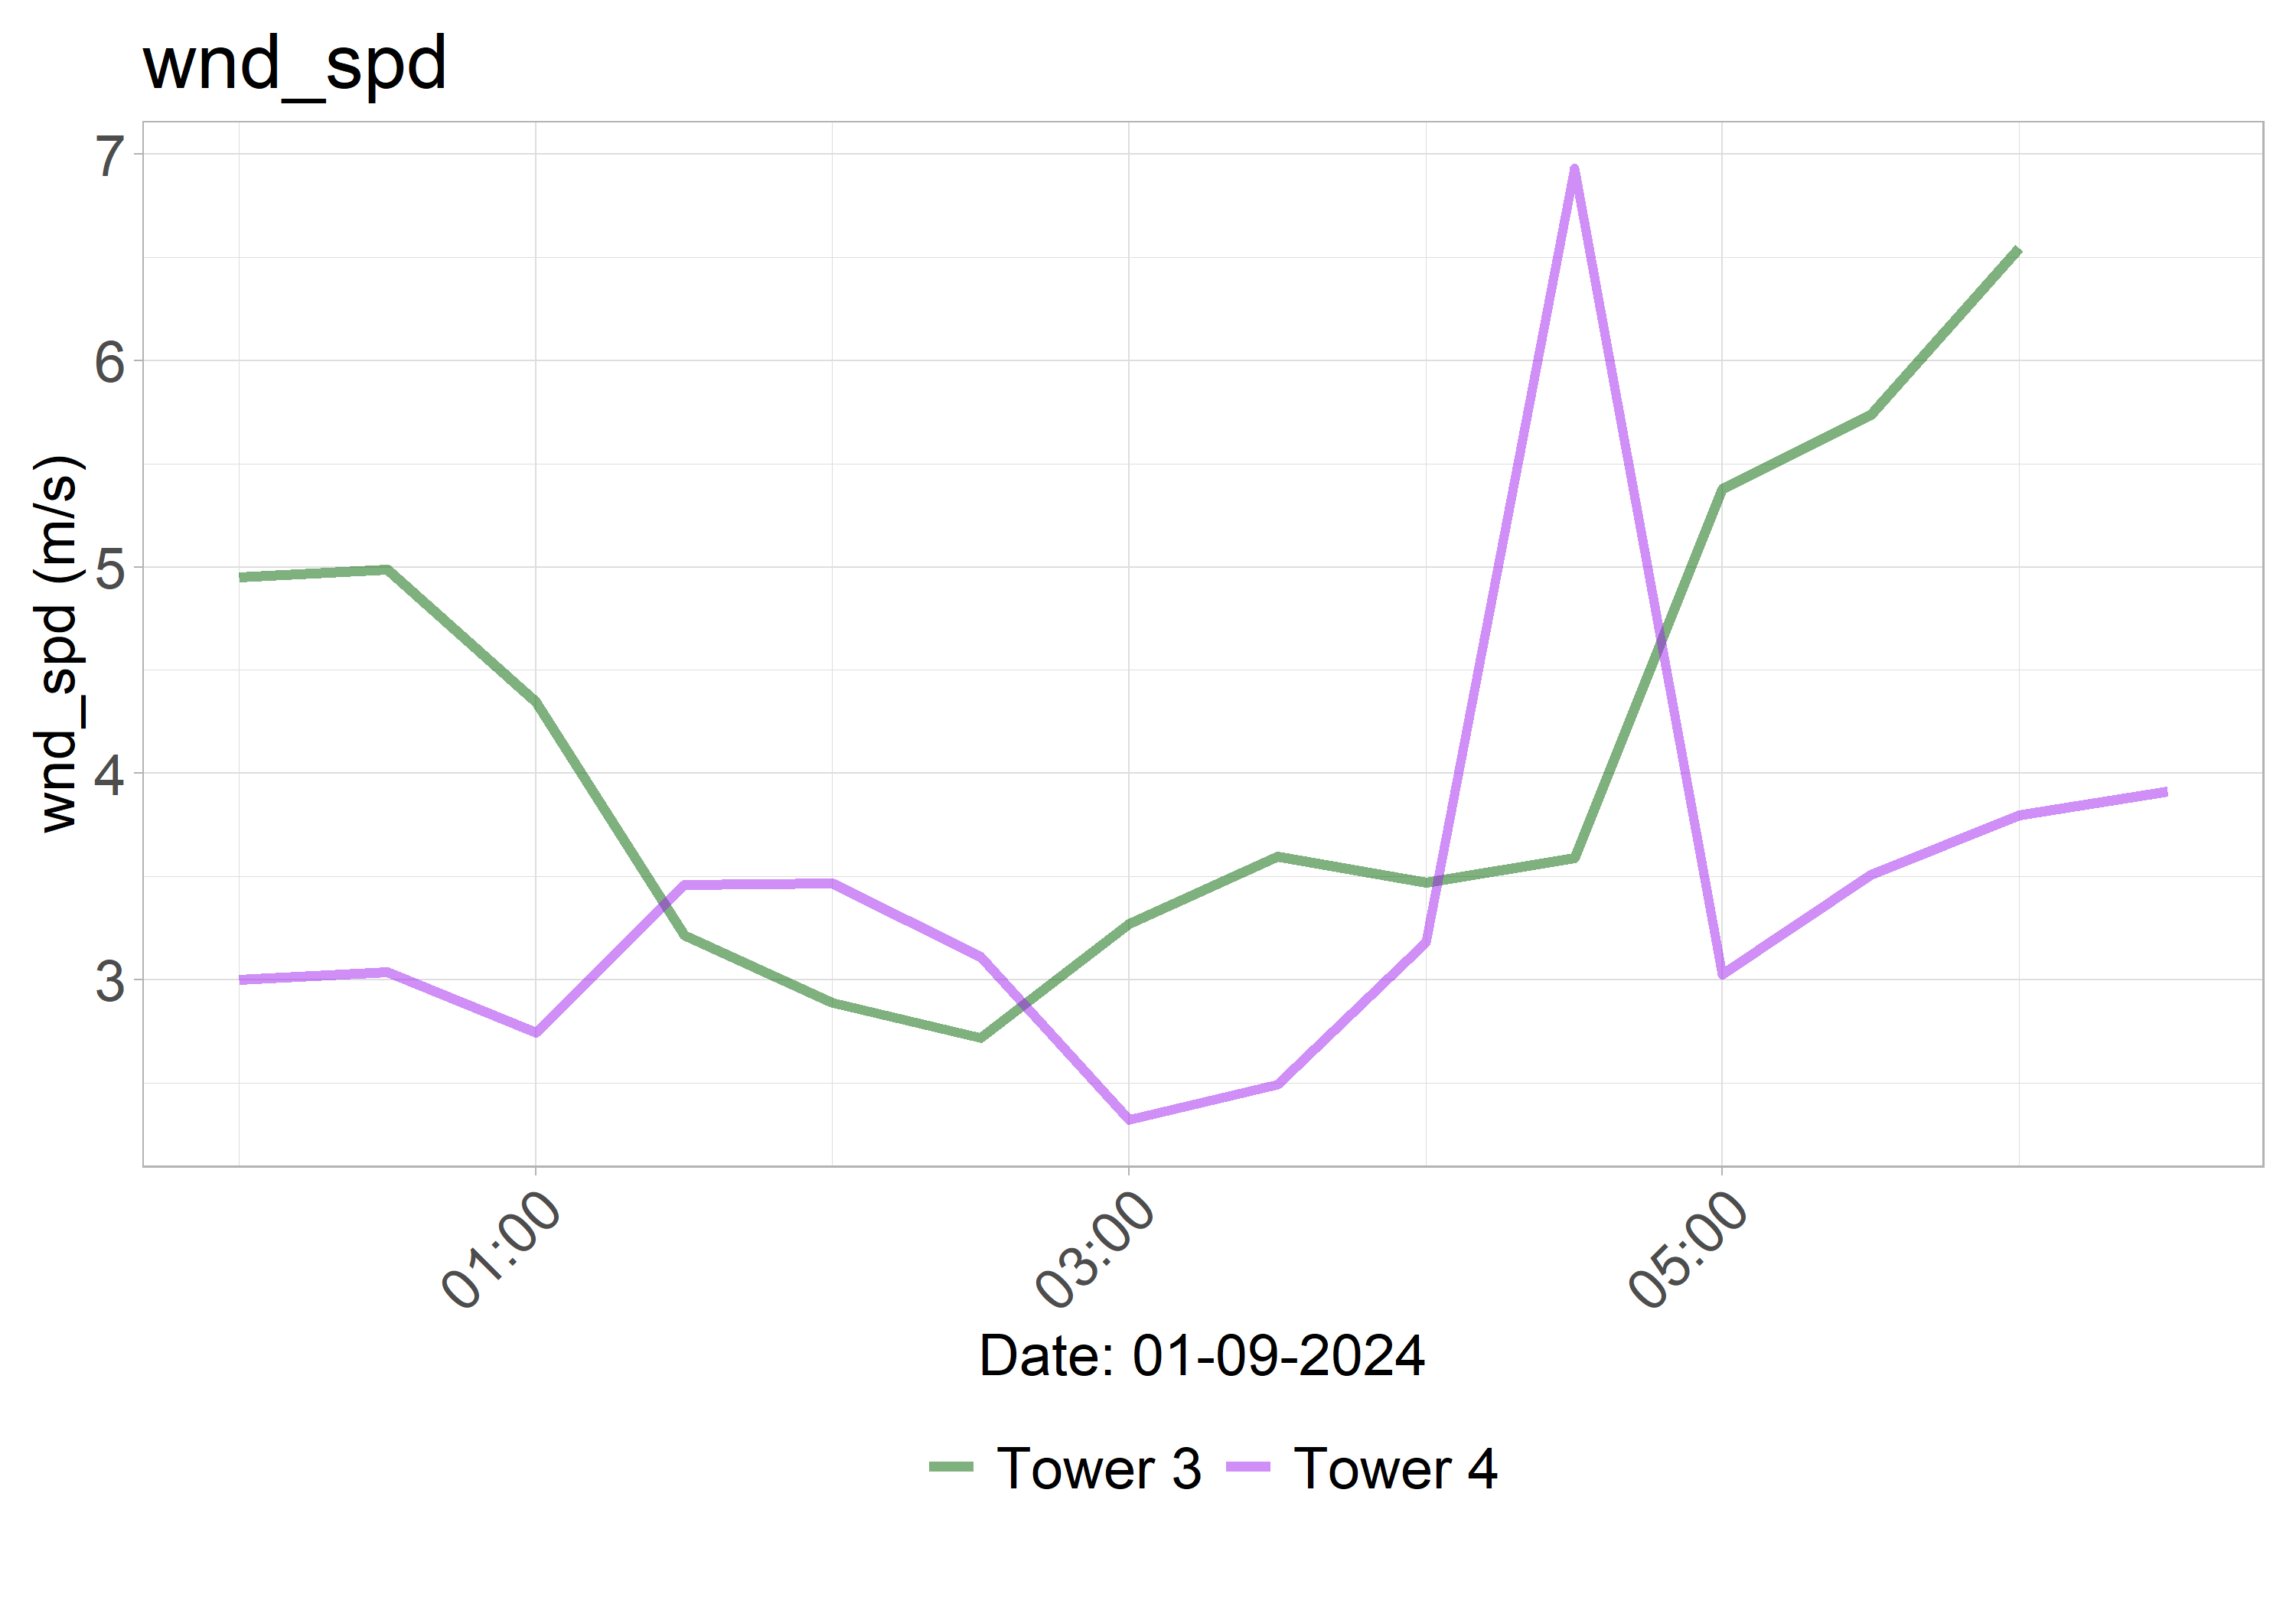 wnd_spd
wnd_spd (m/s)
7
6
5
4
3
01:00 03:00 05:00
Date: 01-09-2024
Tower 3 Tower 4